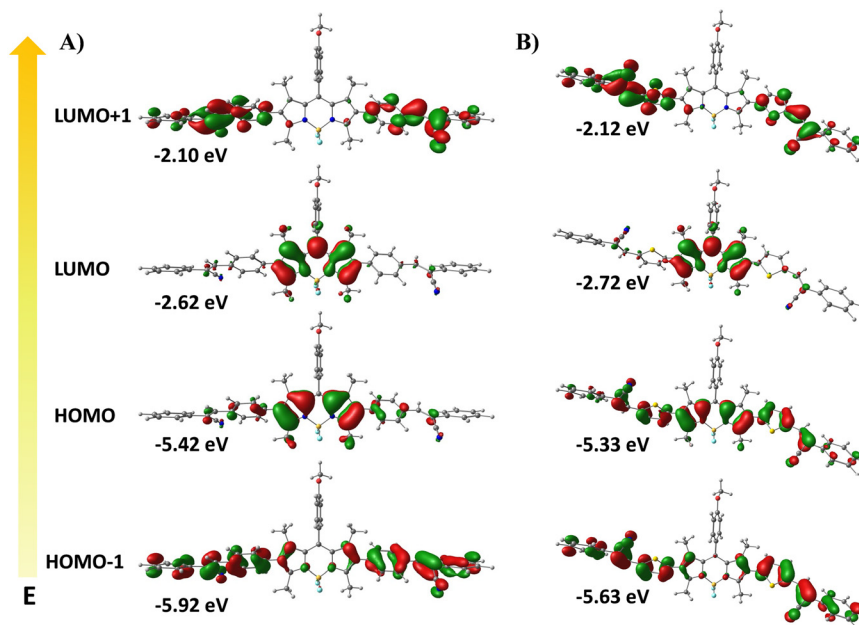 A)
B)
LUMO+1
-2.10 eV
-2.12 eV
LUMO
-2.62 eV
-2.72 eV
HOMO
-5.42 eV
-5.33 eV
HOMO-1
-5.92 eV
-5.63 eV
E